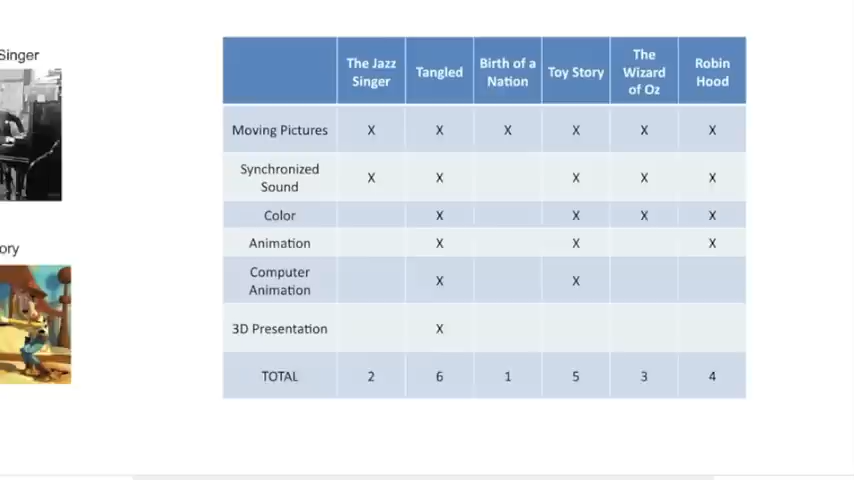 Singer
ory
The Jazz Singer Tangled Birth of a Nation Toy Story The Wizard of Oz Robin Hood
Moving Pictures X X X X X X
Synchronized Sound X X X X X
Color X X X X
Animation X X X
Computer Animation X X
3D Presentation X
TOTAL 2 6 1 5 3 4